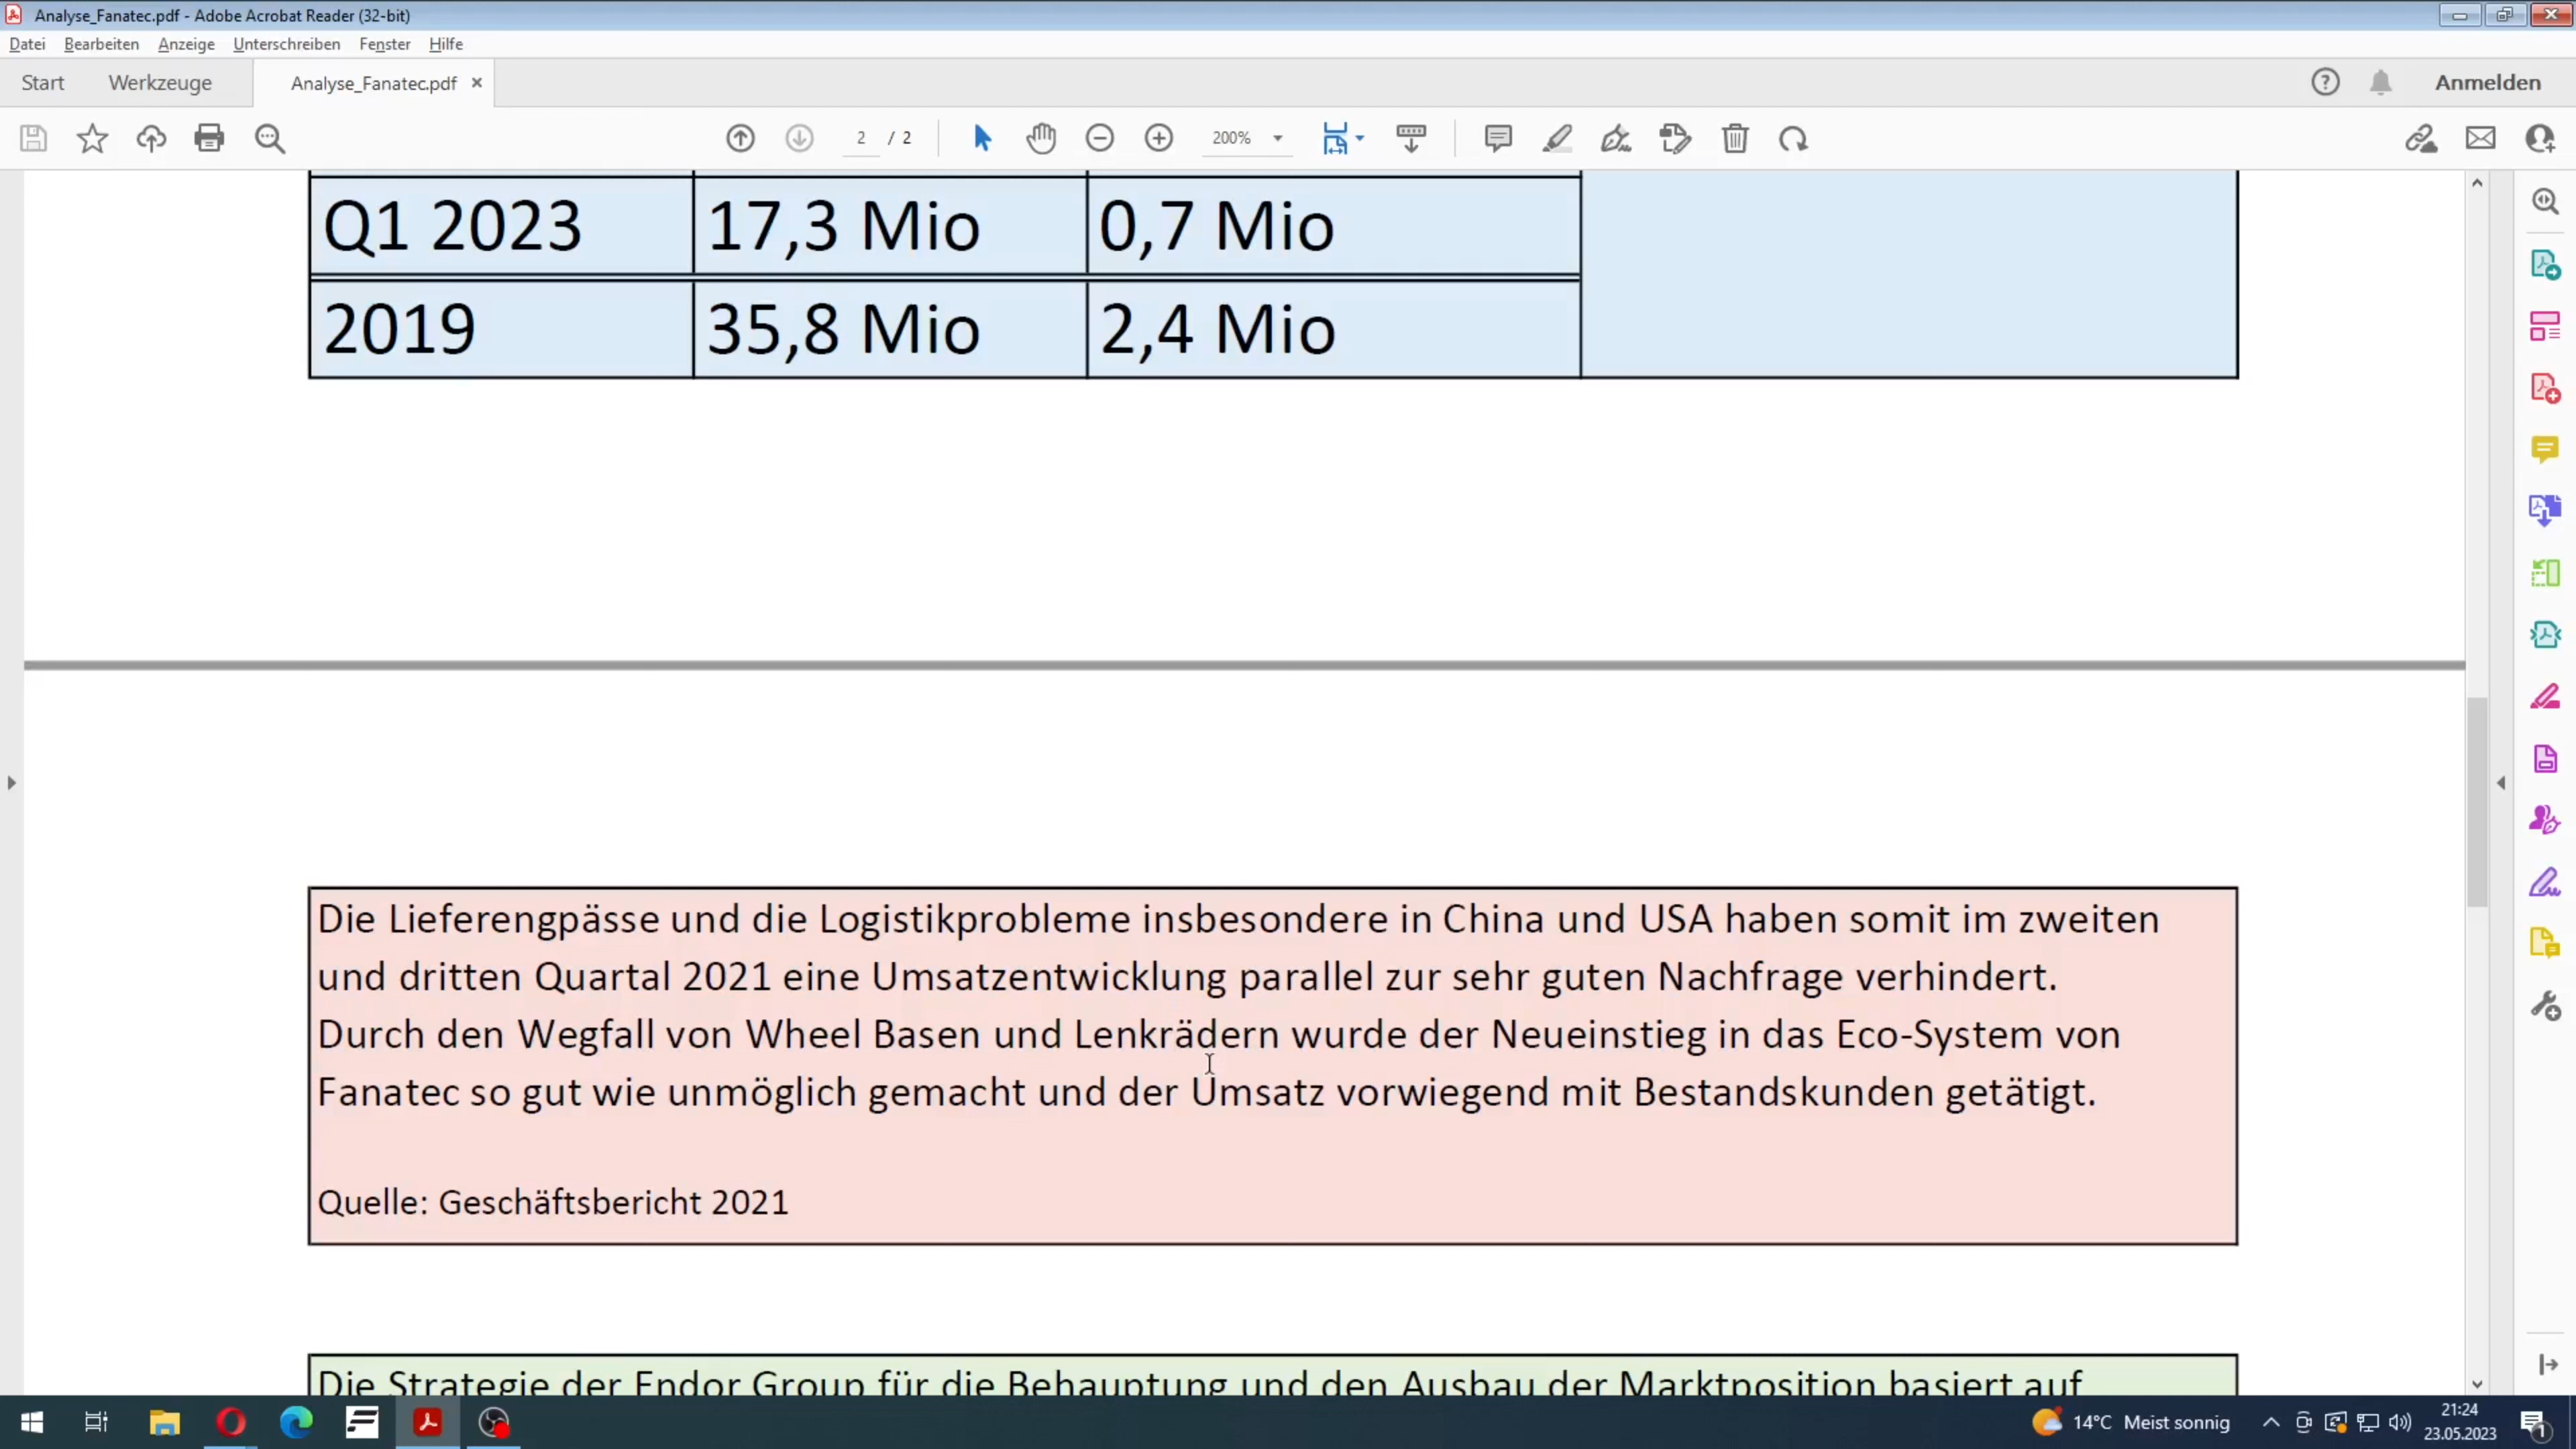 Analyse_Fanatec.pdf - Adobe Acrobat Reader (32-bit)
Datei Bearbeiten Anzeige Unterschreiben Fenster Hilfe
Start Werkzeuge Analyse_Fanatec.pdf × Anmelden
2 / 2 200%
Q1 2023 17,3 Mio 0,7 Mio
2019 35,8 Mio 2,4 Mio
Die Lieferengpässe und die Logistikprobleme insbesondere in China und USA haben somit im zweiten
und dritten Quartal 2021 eine Umsatzentwicklung parallel zur sehr guten Nachfrage verhindert.
Durch den Wegfall von Wheel Basen und Lenkrädern wurde der Neueinstieg in das Eco-System von
Fanatec so gut wie unmöglich gemacht und der Umsatz vorwiegend mit Bestandskunden getätigt.
Quelle: Geschäftsbericht 2021
Die Strategie der Endor Group für die Behauptung und den Ausbau der Marktposition basiert auf
14°C Meist sonnig
21:24
23.05.2023
1